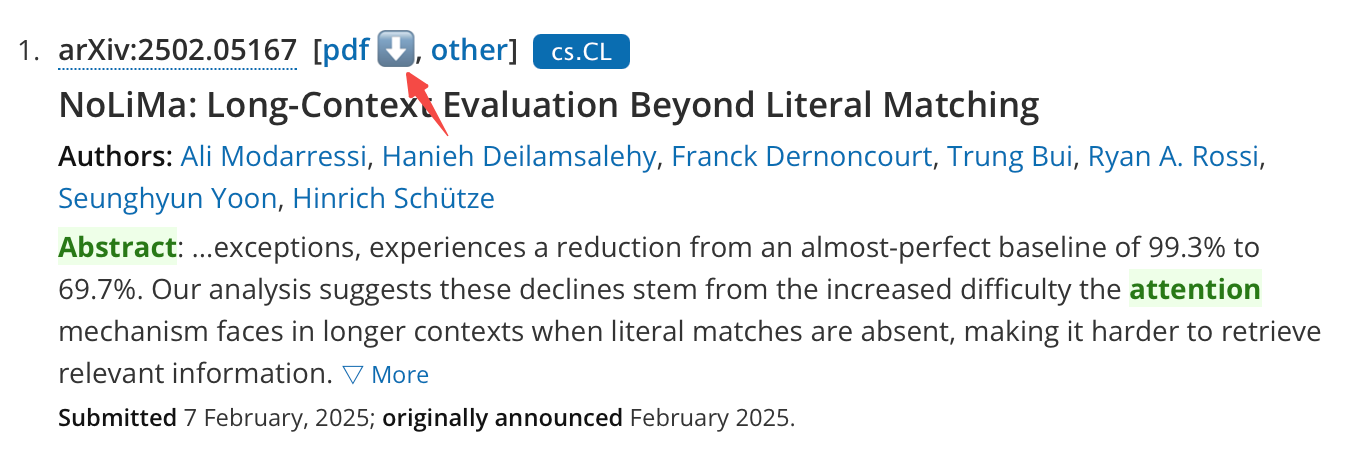 1. arXiv:2502.05167 [pdf ⬇️, other] cs.CL
NoLiMa: Long-Context Evaluation Beyond Literal Matching
Authors: Ali Modarressi, Hanieh Deilamsalehy, Franck Dernoncourt, Trung Bui, Ryan A. Rossi,
Seunghyun Yoon, Hinrich Schütze
Abstract: ...exceptions, experiences a reduction from an almost-perfect baseline of 99.3% to
69.7%. Our analysis suggests these declines stem from the increased difficulty the attention
mechanism faces in longer contexts when literal matches are absent, making it harder to retrieve
relevant information. ▽ More
Submitted 7 February, 2025; originally announced February 2025.